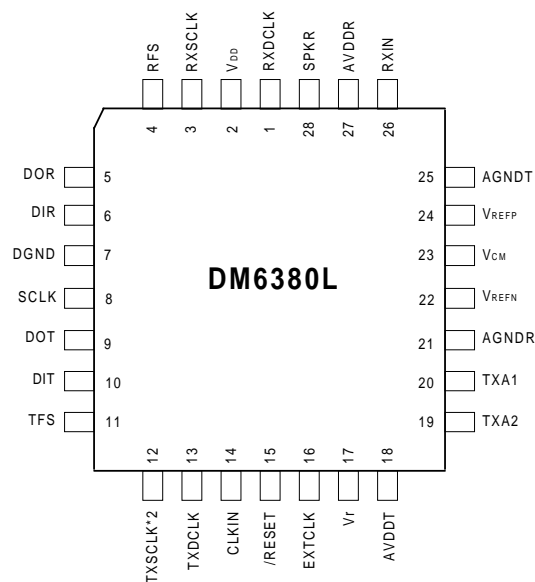 RFS RXSCLK VDD RXDCLK SPKR AVDDR RXIN
4 3 2 1 28 27 26
DOR 5 25 AGNDT
DIR 6 24 VREFP
DGND 7 23 VCM
SCLK 8 DM6380L 22 VREFN
DOT 9 21 AGNDR
DIT 10 20 TXA1
TFS 11 19 TXA2
12 13 14 15 16 17 18
TXSCLK*2 TXDCLK CLKIN /RESET EXTCLK Vr AVDDT